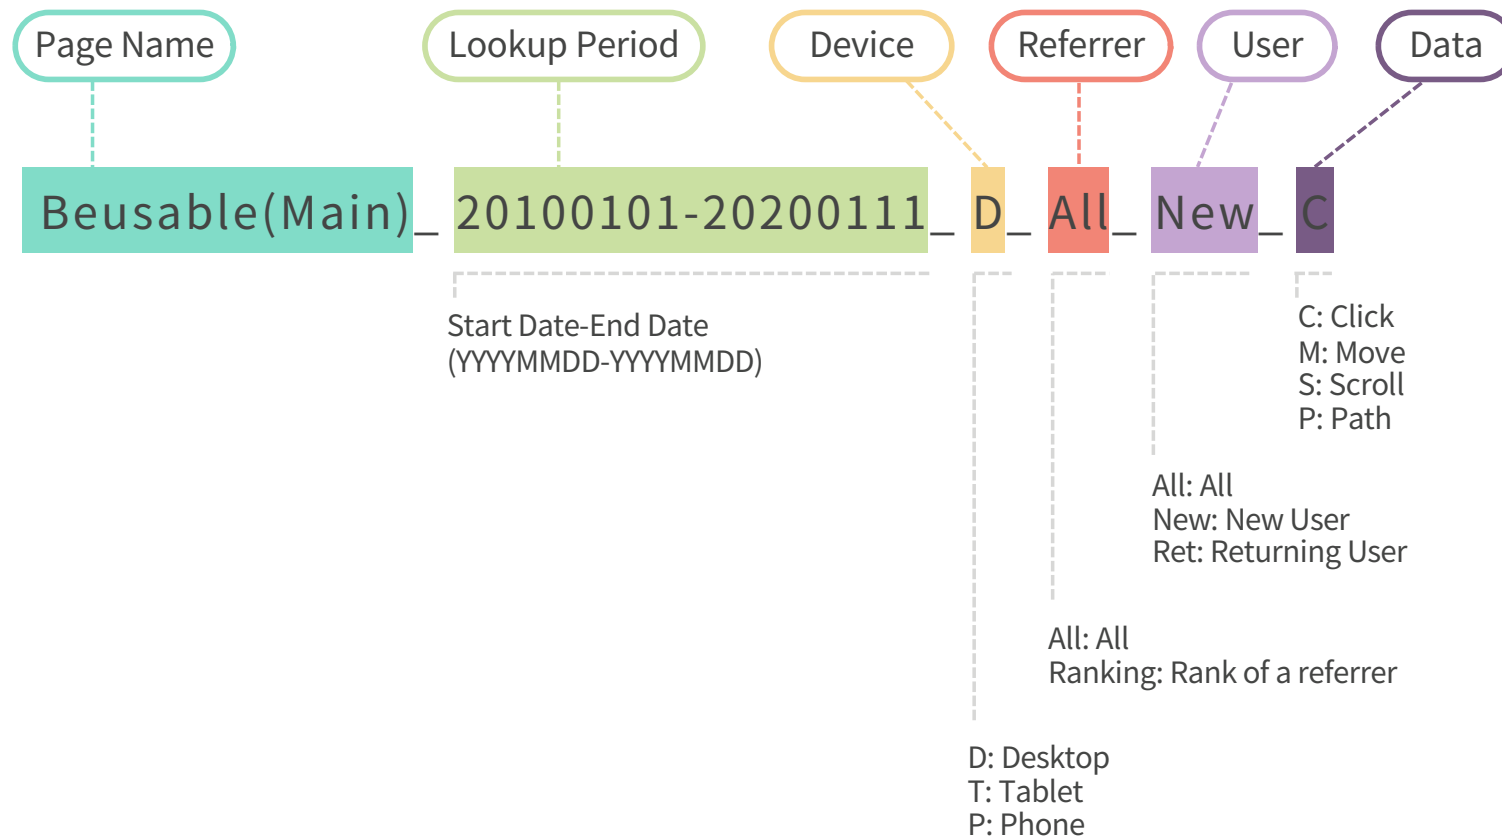 Page Name Lookup Period Device Referrer User Data
Beusable(Main)_ 20100101-20200111_ D_ All_ New_ C
Start Date-End Date
(YYYYMMDD-YYYYMMDD)
C: Click
M: Move
S: Scroll
P: Path
All: All
New: New User
Ret: Returning User
All: All
Ranking: Rank of a referrer
D: Desktop
T: Tablet
P: Phone